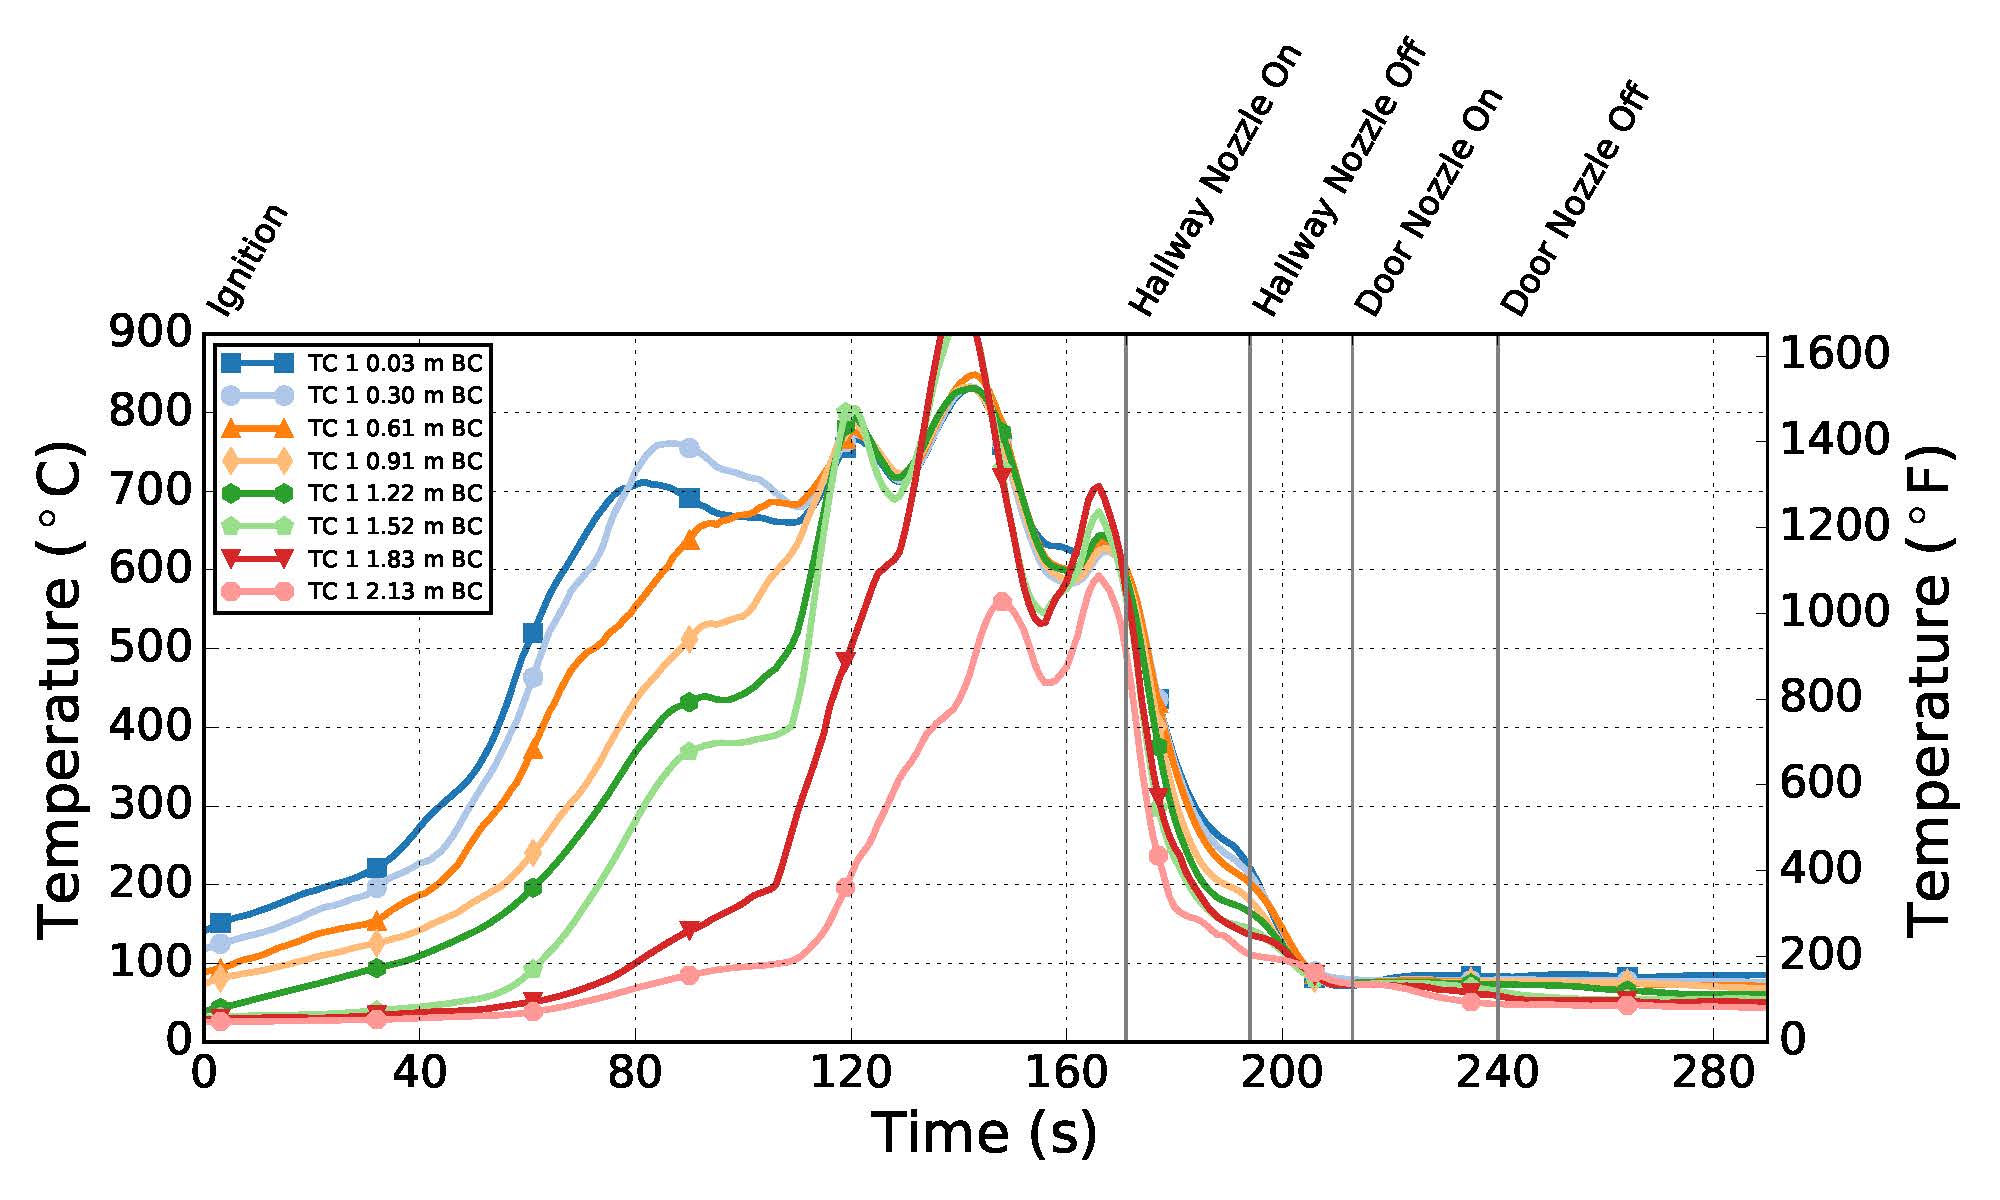 Ignition
Hallway Nozzle On
Hallway Nozzle Off
Door Nozzle On
Door Nozzle Off
900
800
700
600
500
400
300
200
100
0
Temperature (°C)
TC 1 0.03 m BC
TC 1 0.30 m BC
TC 1 0.61 m BC
TC 1 0.91 m BC
TC 1 1.22 m BC
TC 1 1.52 m BC
TC 1 1.83 m BC
TC 1 2.13 m BC
1600
1400
1200
1000
800
600
400
200
0
Temperature (°F)
0 40 80 120 160 200 240 280
Time (s)